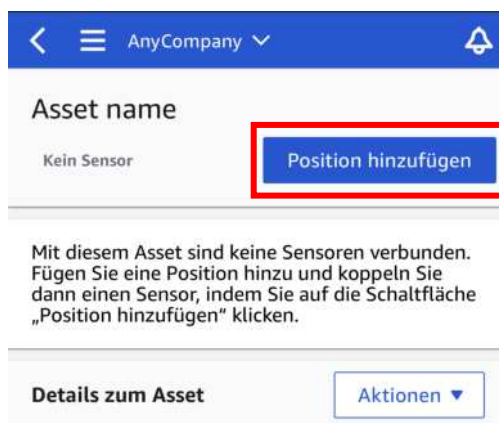 AnyCompany
Asset name
Kein Sensor
Position hinzufügen
Mit diesem Asset sind keine Sensoren verbunden.
Fügen Sie eine Position hinzu und koppeln Sie
dann einen Sensor, indem Sie auf die Schaltfläche
„Position hinzufügen“ klicken.
Details zum Asset
Aktionen